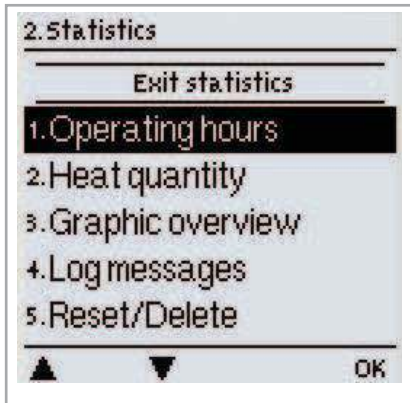 2.Statistics
Exit statistics
1.Operating hours
2.Heat quantity
3.Graphic overview
4.Log messages
5.Reset/Delete
▲ ▼ OK